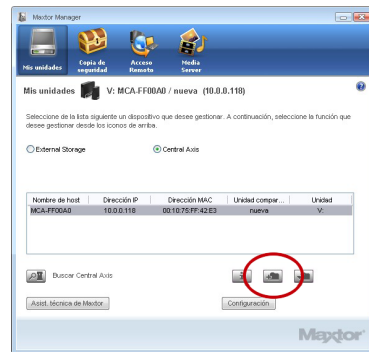 Maxtor Manager
Mis unidades
Copia de seguridad
Acceso Remoto
Media Server
Mis unidades V: MCA-FF00A0 / nueva (10.0.0.118)
Seleccione de la lista siguiente un dispositivo que desee gestionar. A continuación, seleccione la función que
desee gestionar desde los iconos de arriba.
External Storage Central Axis
Nombre de host Dirección IP Dirección MAC Unidad compar... Unidad
MCA-FF00A0 10.0.0.118 00:10:75:FF:42:E3 nueva V:
Buscar Central Axis
Asist. técnica de Maxtor Configuración
Maxtor